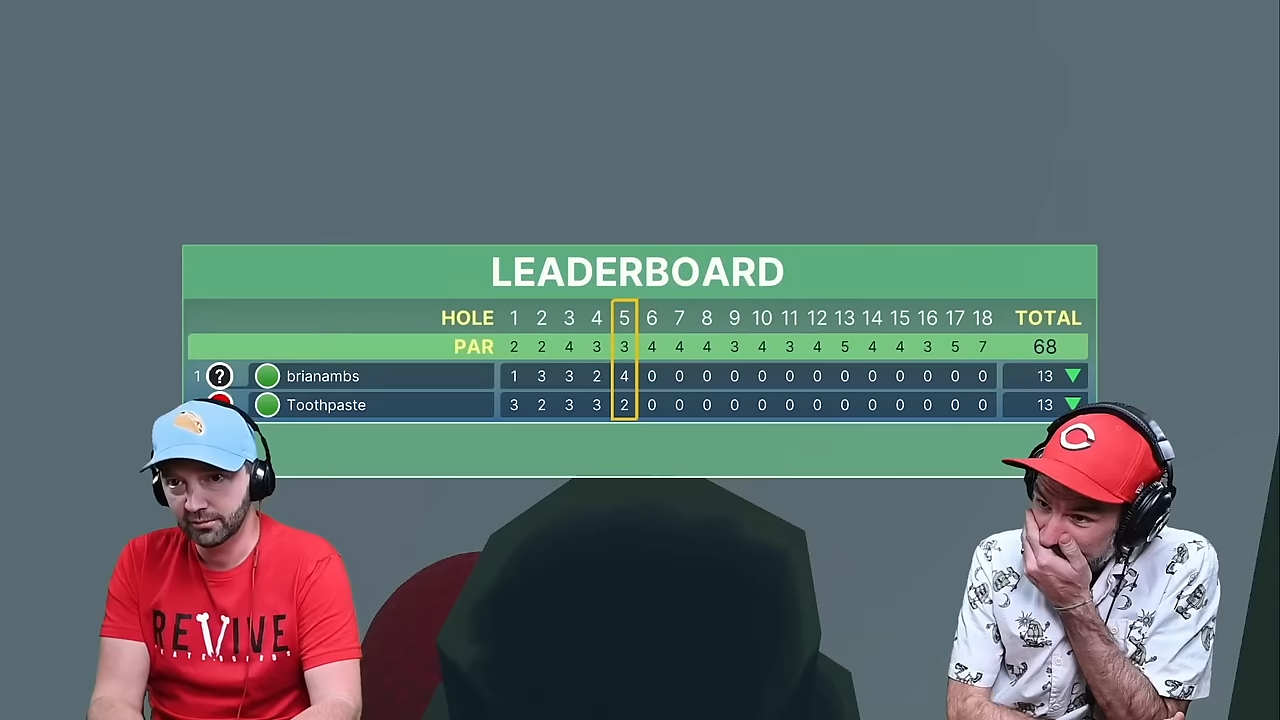 LEADERBOARD
HOLE 1 2 3 4 5 6 7 8 9 10 11 12 13 14 15 16 17 18 TOTAL
PAR 2 2 4 3 3 4 4 4 3 4 3 4 5 4 4 3 5 7 68
1 ? brianambs 1 3 3 2 4 0 0 0 0 0 0 0 0 0 0 0 0 0 13
Toothpaste 3 2 3 3 2 0 0 0 0 0 0 0 0 0 0 0 0 0 13
C
REVIVE
SKATEBOARDS